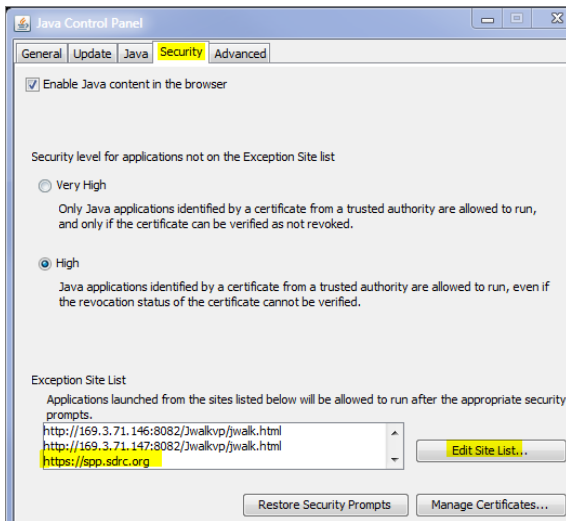 Java Control Panel
General Update Java Security Advanced
Enable Java content in the browser
Security level for applications not on the Exception Site list
Very High
Only Java applications identified by a certificate from a trusted authority are allowed to run,
and only if the certificate can be verified as not revoked.
High
Java applications identified by a certificate from a trusted authority are allowed to run, even if
the revocation status of the certificate cannot be verified.
Exception Site List
Applications launched from the sites listed below will be allowed to run after the appropriate security
prompts.
http://169.3.71.146:8082/Jwalkvp/jwalk.html
http://169.3.71.147:8082/Jwalkvp/jwalk.html
https://spp.sdrc.org
Edit Site List...
Restore Security Prompts Manage Certificates...